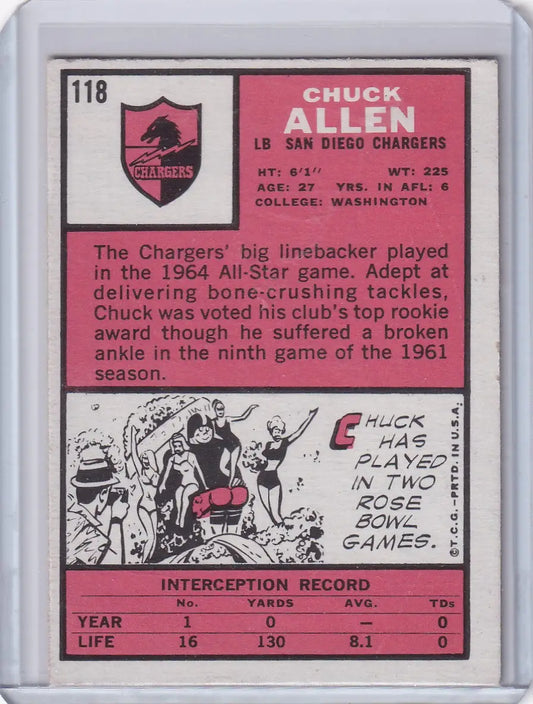 118
CHARGERS
CHUCK
ALLEN
LB SAN DIEGO CHARGERS
HT: 6'1" WT: 225
AGE: 27 YRS. IN AFL: 6
COLLEGE: WASHINGTON
The Chargers' big linebacker played
in the 1964 All-Star game. Adept at
delivering bone-crushing tackles,
Chuck was voted his club's top rookie
award though he suffered a broken
ankle in the ninth game of the 1961
season.
CHUCK
HAS
PLAYED
IN TWO
ROSE
BOWL
GAMES.
©T.C.G.-PRTD. IN U.S.A.
INTERCEPTION RECORD
No. YARDS AVG. TDs
YEAR 1 0 — 0
LIFE 16 130 8.1 0